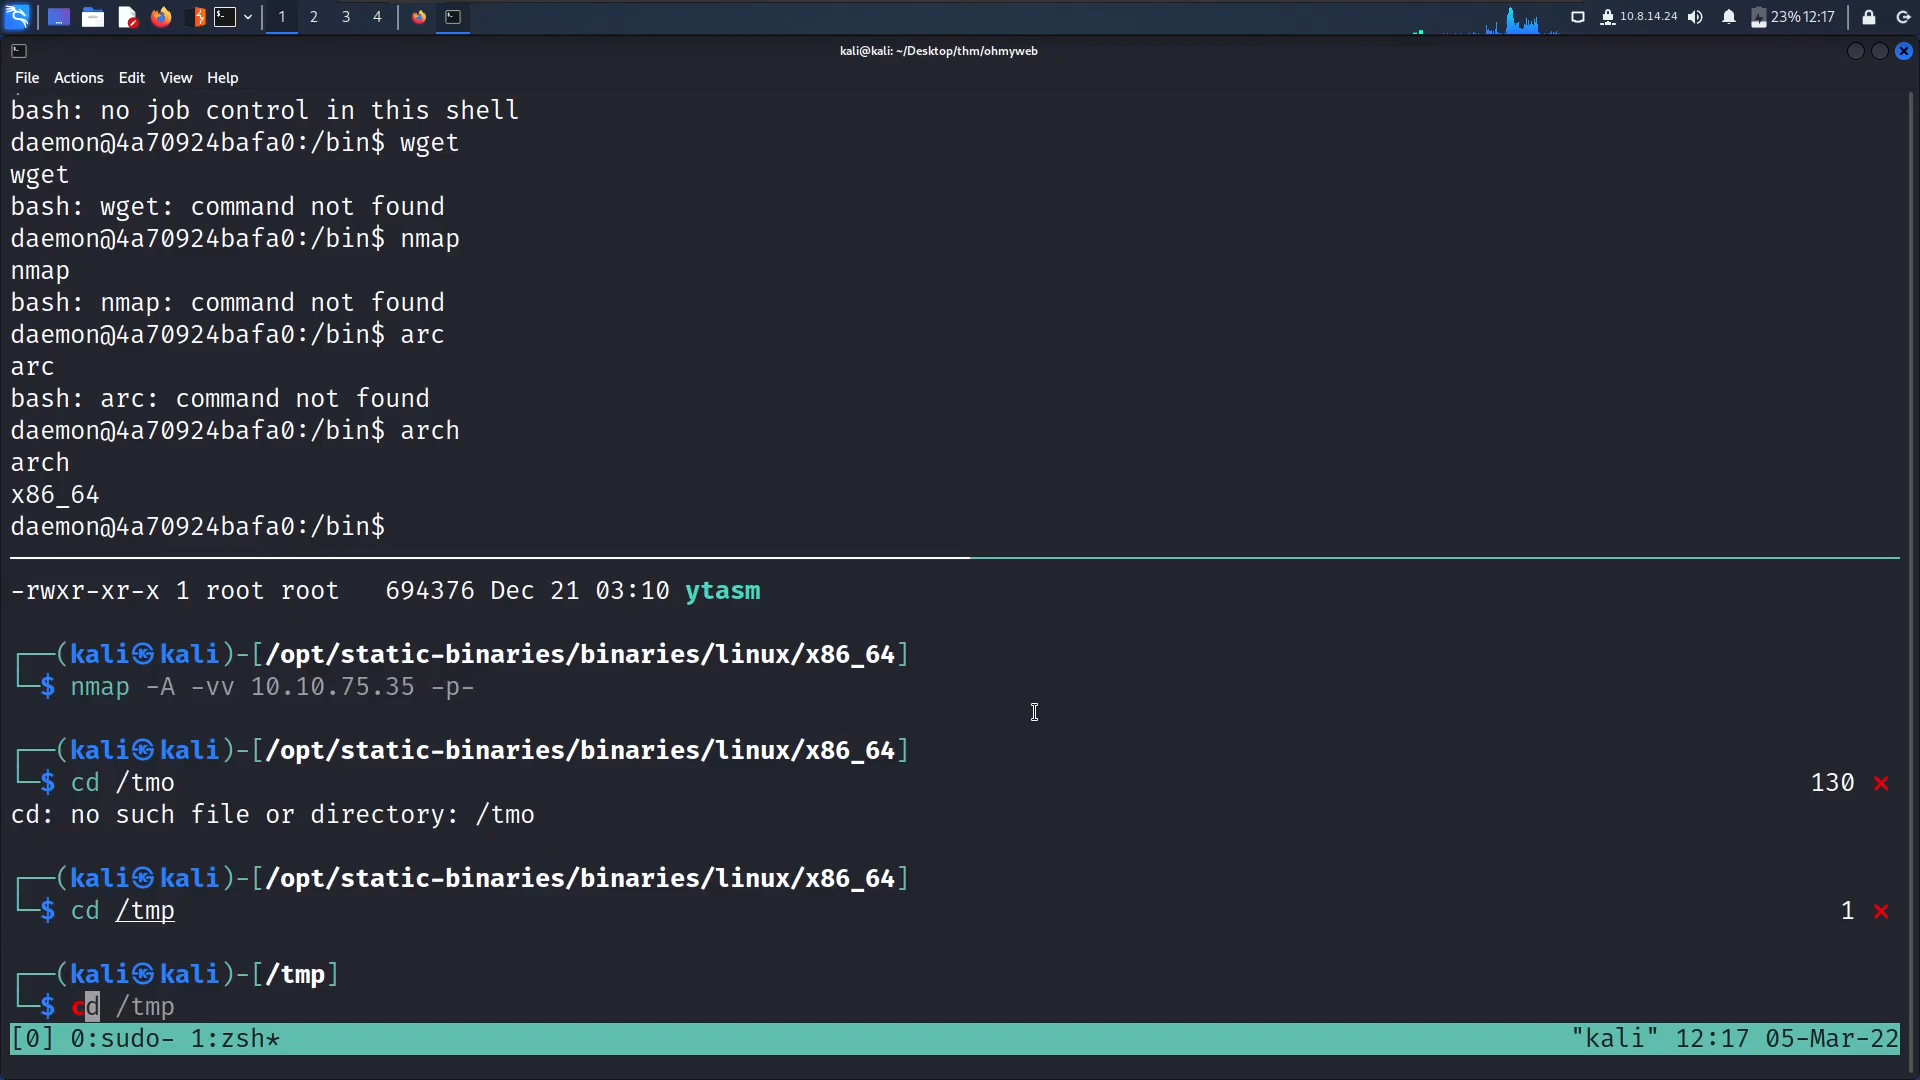 1 2 3 4 10.8.14.24 23% 12:17
kali@kali: ~/Desktop/thm/ohmyweb
File Actions Edit View Help
bash: no job control in this shell
daemon@4a70924bafa0:/bin$ wget
wget
bash: wget: command not found
daemon@4a70924bafa0:/bin$ nmap
nmap
bash: nmap: command not found
daemon@4a70924bafa0:/bin$ arc
arc
bash: arc: command not found
daemon@4a70924bafa0:/bin$ arch
arch
x86_64
daemon@4a70924bafa0:/bin$
-rwxr-xr-x 1 root root 694376 Dec 21 03:10 ytasm
┌──(kali㉿kali)-[/opt/static-binaries/binaries/linux/x86_64]
└─$ nmap -A -vv 10.10.75.35 -p-
┌──(kali㉿kali)-[/opt/static-binaries/binaries/linux/x86_64]
└─$ cd /tmo 130 ⨯
cd: no such file or directory: /tmo
┌──(kali㉿kali)-[/opt/static-binaries/binaries/linux/x86_64]
└─$ cd /tmp 1 ⨯
┌──(kali㉿kali)-[/tmp]
└─$ cd /tmp
[0] 0:sudo- 1:zsh* "kali" 12:17 05-Mar-22